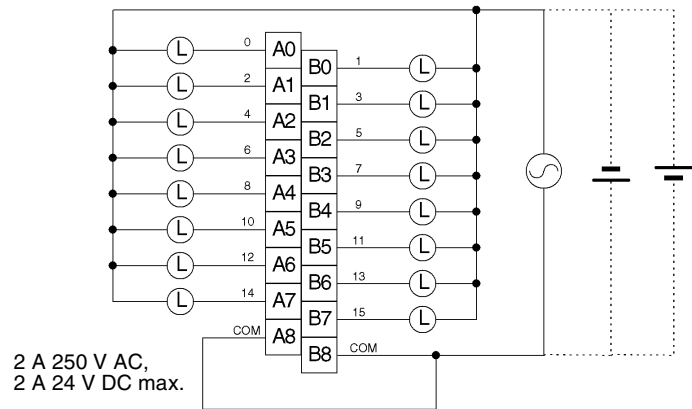 L 0 A0
B0 1 L
L 2 A1
B1 3 L
L 4 A2
B2 5 L
L 6 A3
B3 7 L
L 8 A4
B4 9 L
L 10 A5
B5 11 L
L 12 A6
B6 13 L
L 14 A7
B7 15 L
COM A8
B8 COM
2 A 250 V AC,
2 A 24 V DC max.